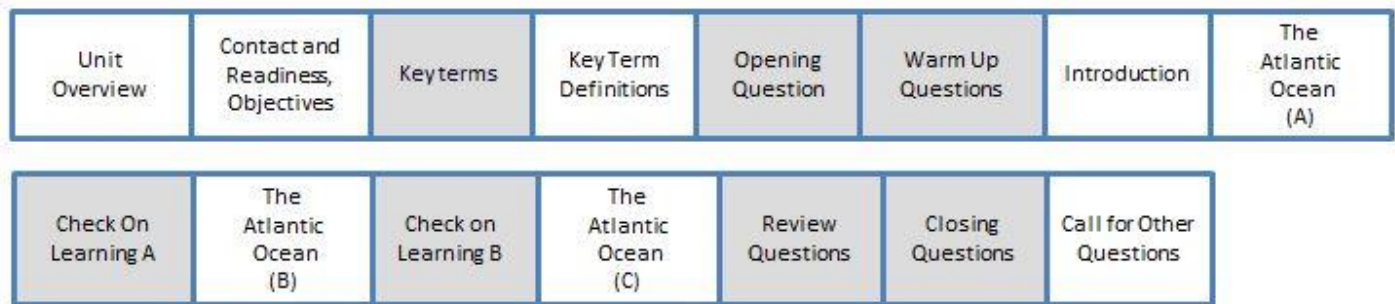 Unit
Overview
Contact and
Readiness,
Objectives
Key terms
Key Term
Definitions
Opening
Question
Warm Up
Questions
Introduction
The
Atlantic
Ocean
(A)
Check On
Learning A
The
Atlantic
Ocean
(B)
Check on
Learning B
The
Atlantic
Ocean
(C)
Review
Questions
Closing
Questions
Call for Other
Questions